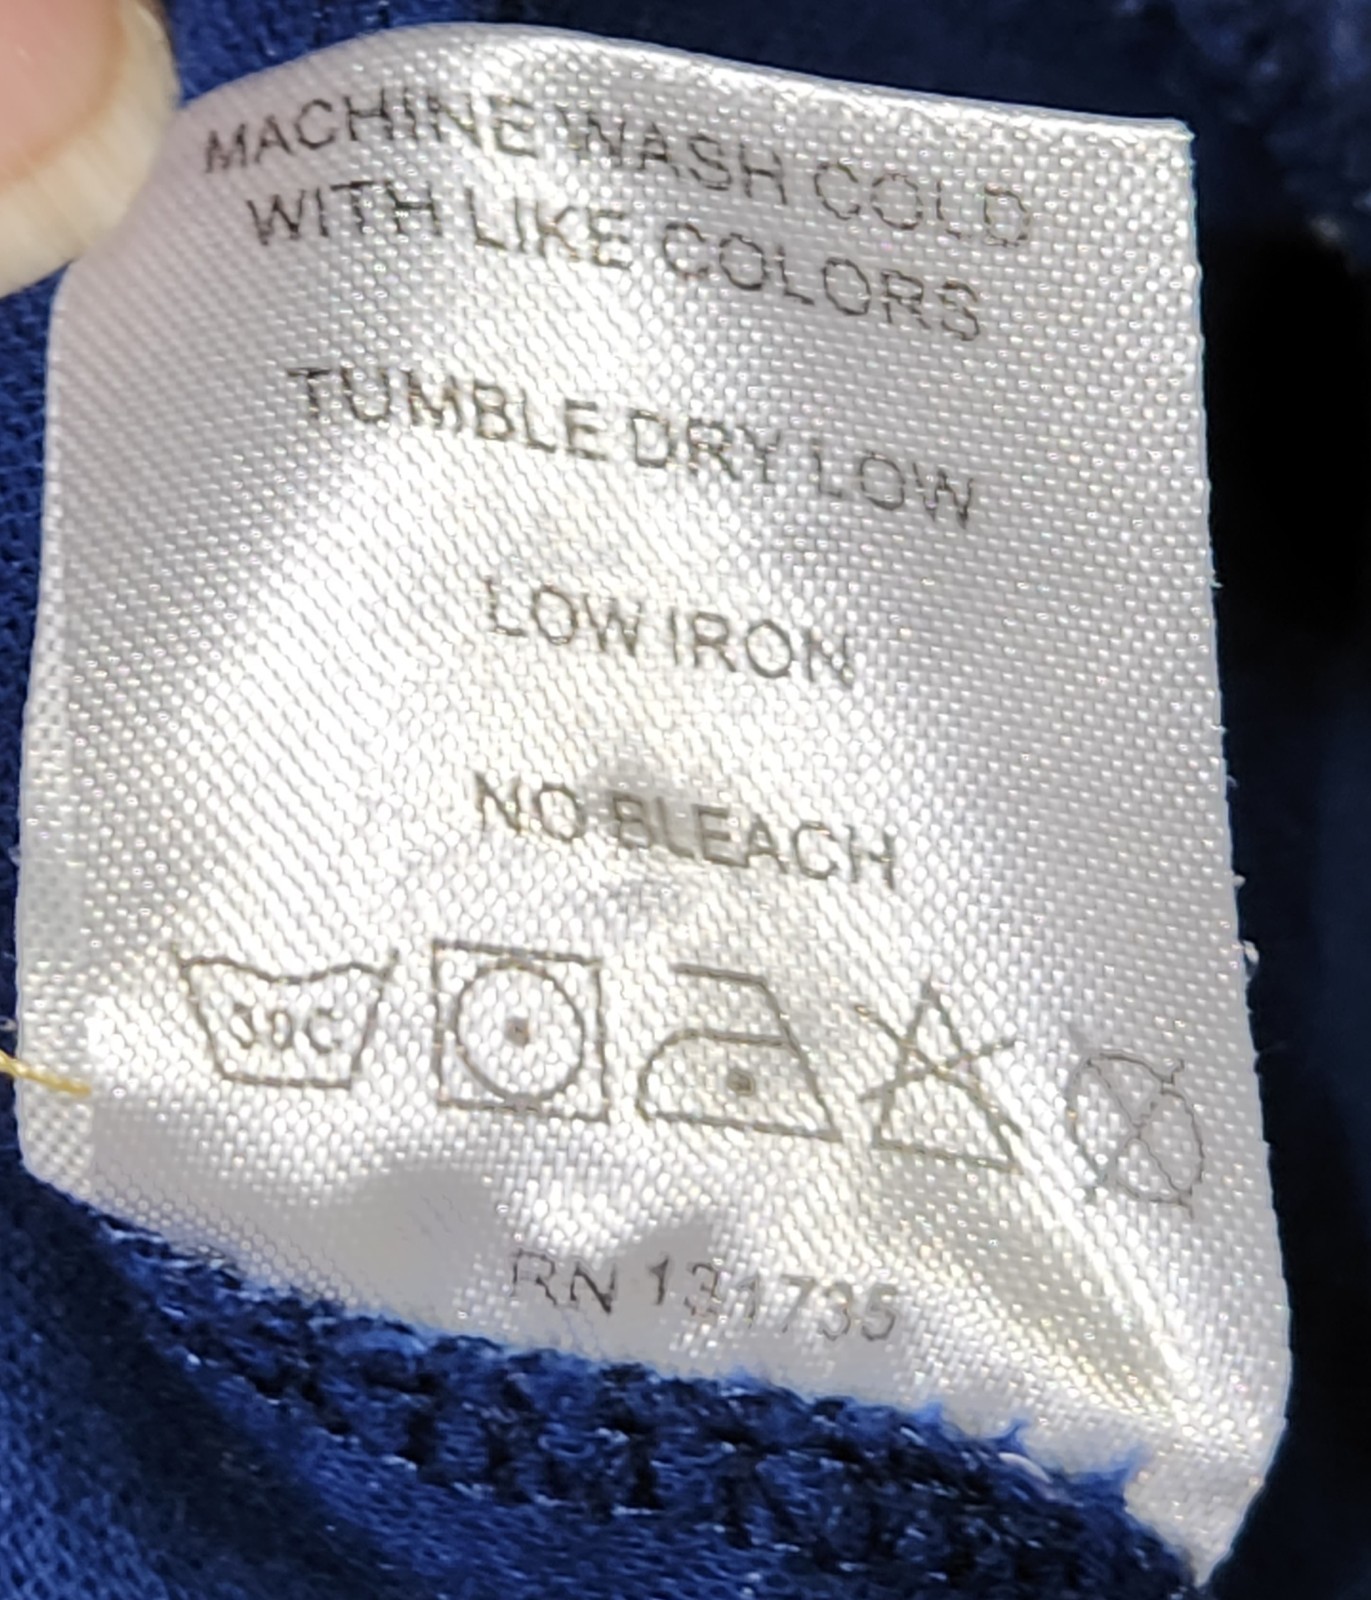 MACHINE WASH COLD
WITH LIKE COLORS
TUMBLE DRY LOW
LOW IRON
NO BLEACH
30C
RN 131735